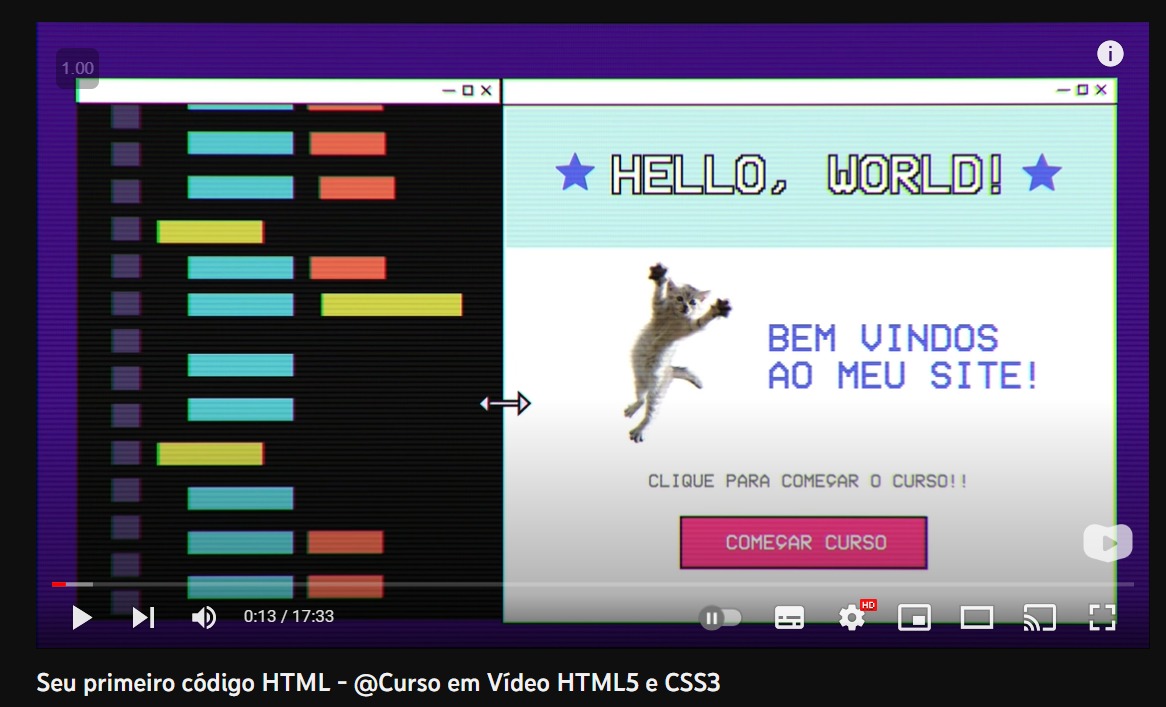 1.00
HELLO, WORLD!
BEM VINDOS
AO MEU SITE!
CLIQUE PARA COMEÇAR O CURSO!!
COMEÇAR CURSO
0:13 / 17:33
HD
Seu primeiro código HTML - @Curso em Vídeo HTML5 e CSS3